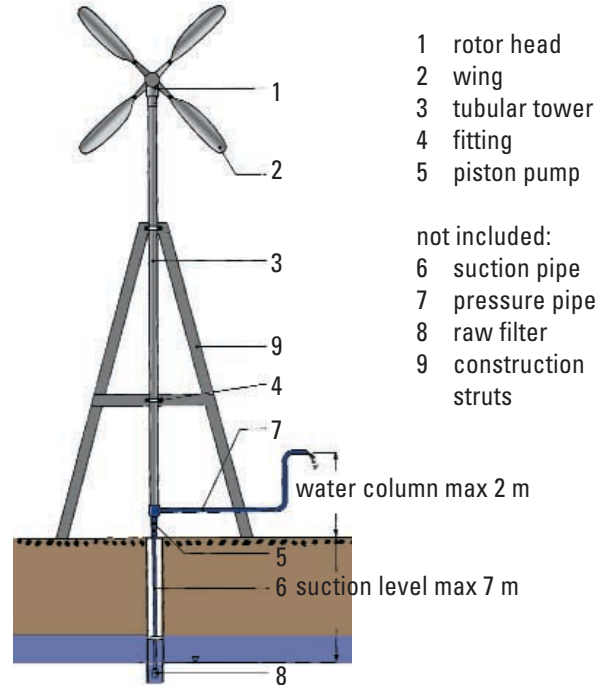 1 rotor head
2 wing
3 tubular tower
4 fitting
5 piston pump
not included:
6 suction pipe
7 pressure pipe
8 raw filter
9 construction
struts
1
2
3
9
4
7
water column max 2 m
5
6 suction level max 7 m
8